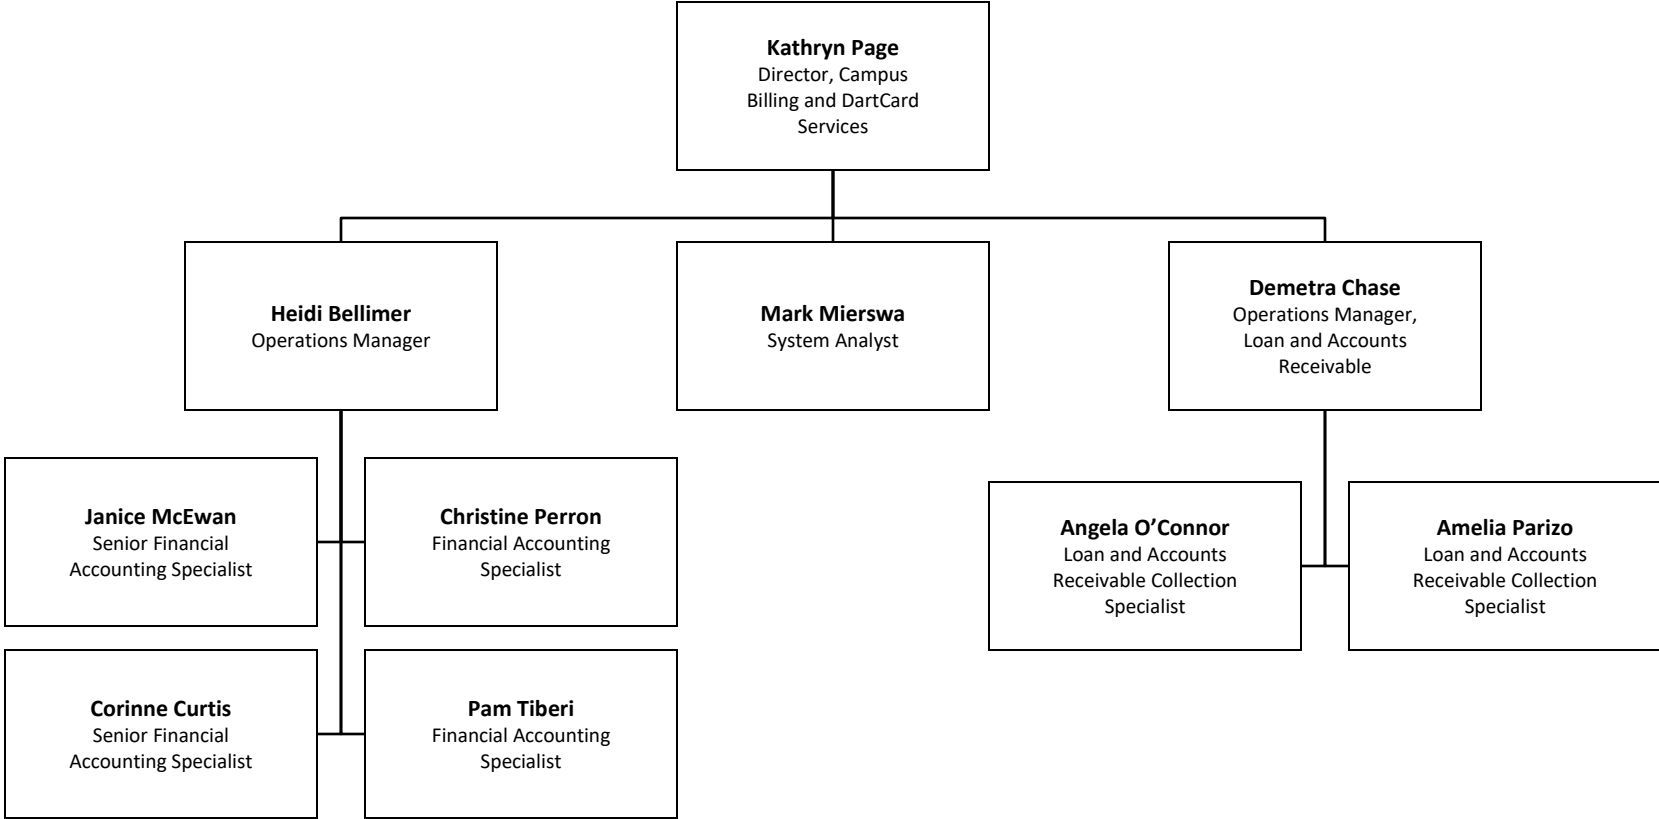 Kathryn Page
Director, Campus
Billing and DartCard
Services
Heidi Bellimer
Operations Manager
Mark Mierswa
System Analyst
Demetra Chase
Operations Manager,
Loan and Accounts
Receivable
Janice McEwan
Senior Financial
Accounting Specialist
Christine Perron
Financial Accounting
Specialist
Angela O’Connor
Loan and Accounts
Receivable Collection
Specialist
Amelia Parizo
Loan and Accounts
Receivable Collection
Specialist
Corinne Curtis
Senior Financial
Accounting Specialist
Pam Tiberi
Financial Accounting
Specialist